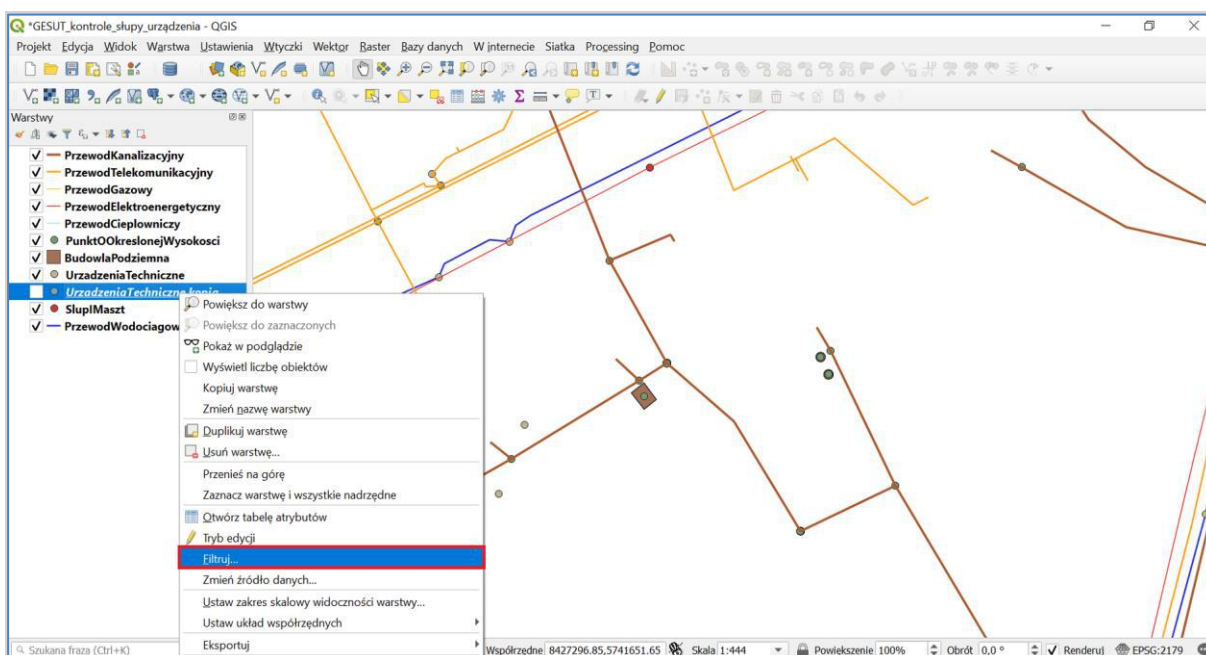 *GESUT_kontrole_słupy_urządzenia - QGIS
Projekt Edycja Widok Warstwa Ustawienia Wtyczki Wektor Raster Bazy danych W internecie Siatka Processing Pomoc
Warstwy
PrzewodKanalizacyjny
PrzewodTelekomunikacyjny
PrzewodGazowy
PrzewodElektroenergetyczny
PrzewodCieplowniczy
PunktOOkreslonejWysokosci
BudowlaPodziemna
UrzadzeniaTechniczne
UrzadzeniaTechniczne kopia
SlupIMaszt
PrzewodWodociagow
Powiększ do warstwy
Powiększ do zaznaczonych
Pokaż w podglądzie
Wyświetl liczbę obiektów
Kopiuj warstwę
Zmień nazwę warstwy
Duplikuj warstwę
Usuń warstwę...
Przenieś na górę
Zaznacz warstwę i wszystkie nadrzędne
Otwórz tabelę atrybutów
Tryb edycji
Filtruj...
Zmień źródło danych...
Ustaw zakres skalowy widoczności warstwy...
Ustaw układ współrzędnych
Eksportuj
Szukana fraza (Ctrl+K) Współrzędne 8427296.85,5741651.65 Skala 1:444 Powiększenie 100% Obrót 0,0 ° Renderuj EPSG:2179